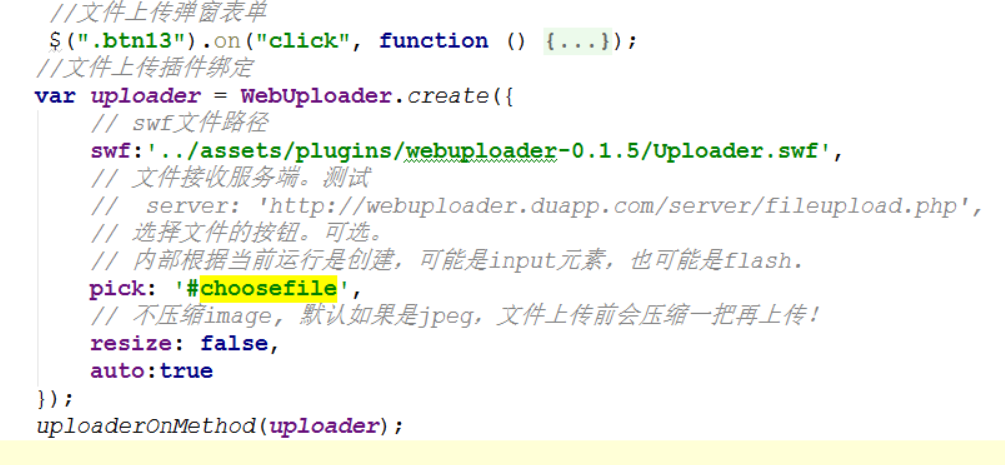 //文件上传弹窗表单
$(".btn13").on("click", function () {...});
//文件上传插件绑定
var uploader = WebUploader.create({
// swf文件路径
swf:'../assets/plugins/webuploader-0.1.5/Uploader.swf',
// 文件接收服务端。测试
//  server: 'http://webuploader.duapp.com/server/fileupload.php',
// 选择文件的按钮。可选。
// 内部根据当前运行是创建，可能是input元素，也可能是flash.
pick: '#choosefile',
// 不压缩image, 默认如果是jpeg，文件上传前会压缩一把再上传！
resize: false,
auto:true
});
uploaderOnMethod(uploader);